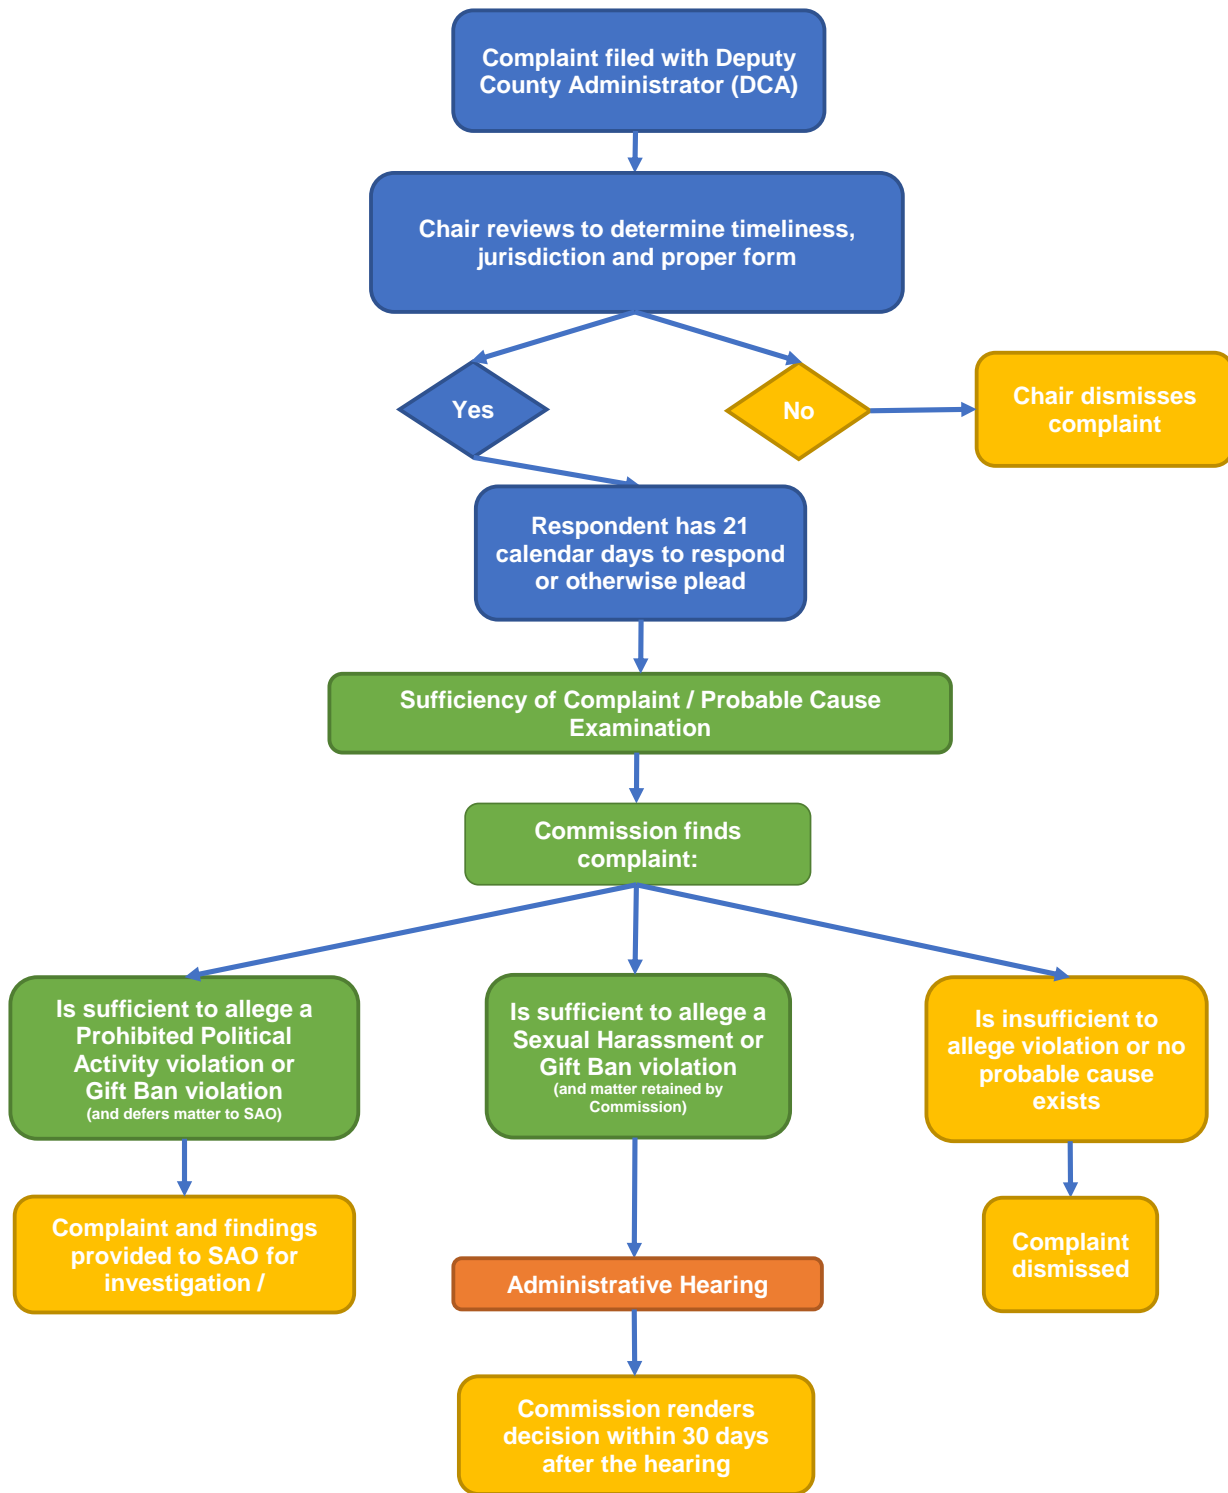 Complaint filed with Deputy
County Administrator (DCA)
Chair reviews to determine timeliness,
jurisdiction and proper form
Yes
No
Chair dismisses
complaint
Respondent has 21
calendar days to respond
or otherwise plead
Sufficiency of Complaint / Probable Cause
Examination
Commission finds
complaint:
Is sufficient to allege a
Prohibited Political
Activity violation or
Gift Ban violation
(and defers matter to SAO)
Is sufficient to allege a
Sexual Harassment or
Gift Ban violation
(and matter retained by
Commission)
Is insufficient to
allege violation or no
probable cause
exists
Complaint and findings
provided to SAO for
investigation /
Administrative Hearing
Complaint
dismissed
Commission renders
decision within 30 days
after the hearing